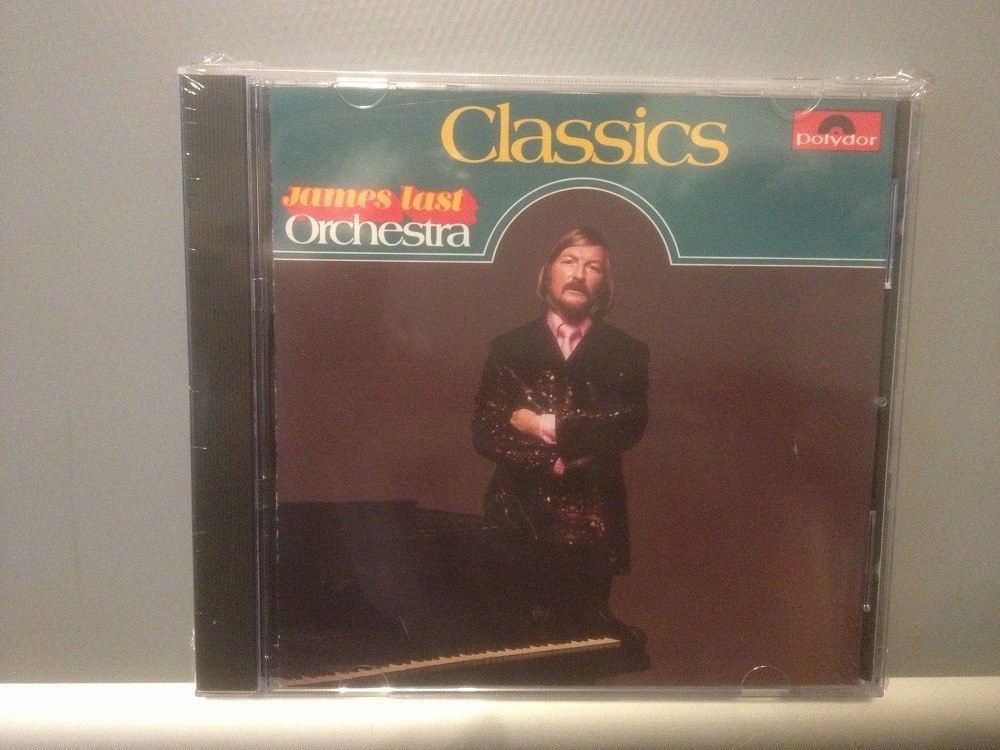 Classics
polydor
james last
Orchestra